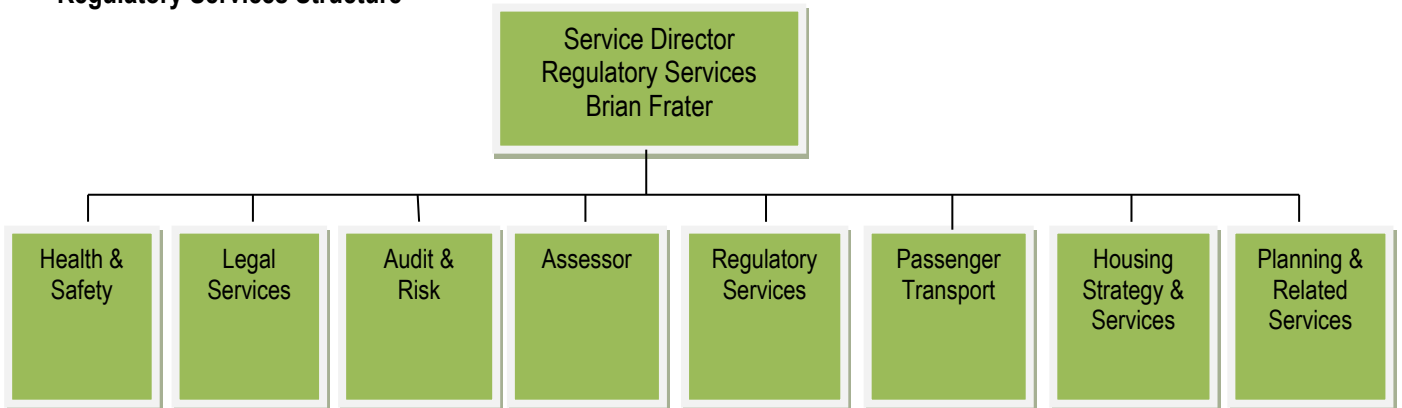 Regulatory Services Structure
Service Director
Regulatory Services
Brian Frater
Health &
Safety
Legal
Services
Audit &
Risk
Assessor
Regulatory
Services
Passenger
Transport
Housing
Strategy &
Services
Planning &
Related
Services